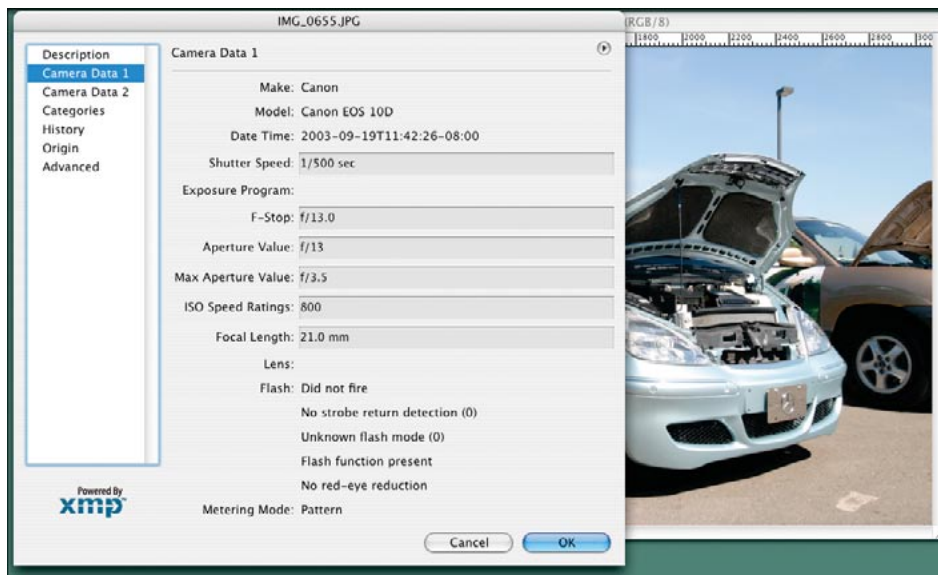 IMG_0655.JPG
(RGB/8)
1800 2000 2200 2400 2600 2800 300
Description
Camera Data 1
Camera Data 2
Categories
History
Origin
Advanced
Powered By
xmp
Camera Data 1
Make: Canon
Model: Canon EOS 10D
Date Time: 2003-09-19T11:42:26-08:00
Shutter Speed: 1/500 sec
Exposure Program:
F-Stop: f/13.0
Aperture Value: f/13
Max Aperture Value: f/3.5
ISO Speed Ratings: 800
Focal Length: 21.0 mm
Lens:
Flash: Did not fire
No strobe return detection (0)
Unknown flash mode (0)
Flash function present
No red-eye reduction
Metering Mode: Pattern
Cancel OK